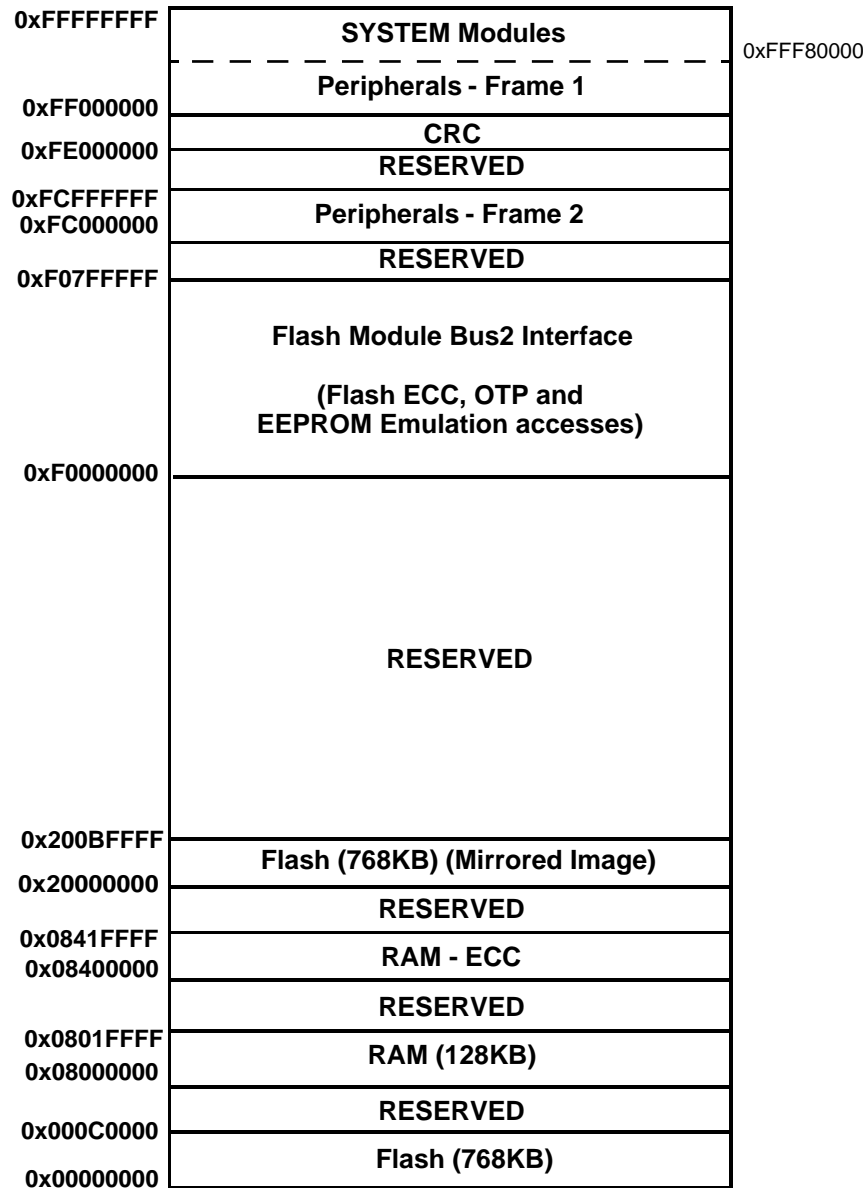 0xFFFFFFFF
SYSTEM Modules
0xFFF80000
Peripherals - Frame 1
0xFF000000
CRC
0xFE000000
RESERVED
0xFCFFFFFF
Peripherals - Frame 2
0xFC000000
RESERVED
0xF07FFFFF
Flash Module Bus2 Interface
(Flash ECC, OTP and
EEPROM Emulation accesses)
0xF0000000
RESERVED
0x200BFFFF
Flash (768KB) (Mirrored Image)
0x20000000
RESERVED
0x0841FFFF
RAM - ECC
0x08400000
RESERVED
0x0801FFFF
RAM (128KB)
0x08000000
RESERVED
0x000C0000
Flash (768KB)
0x00000000